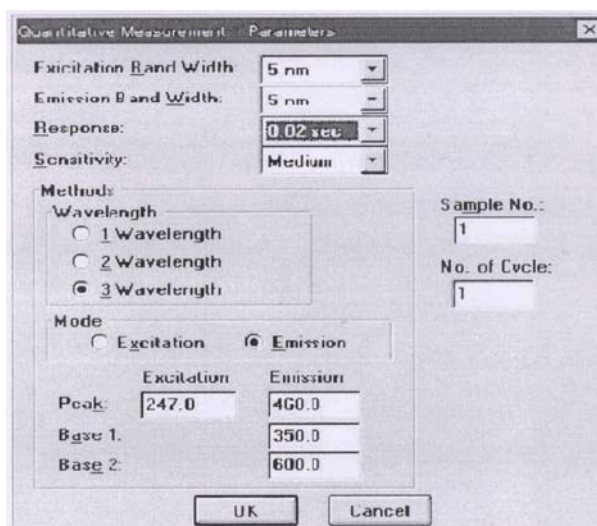 Quantitative Measurement - Parameters
Exicitation Band Width: 5 nm
Emission Band Width: 5 nm
Response: 0.02 sec
Sensitivity: Medium
Methods
Wavelength
1 Wavelength
2 Wavelength
3 Wavelength
Sample No.:
1
No. of Cycle:
1
Mode
Excitation Emission
Excitation Emission
Peak: 247.0 460.0
Base 1: 350.0
Base 2: 600.0
OK Cancel